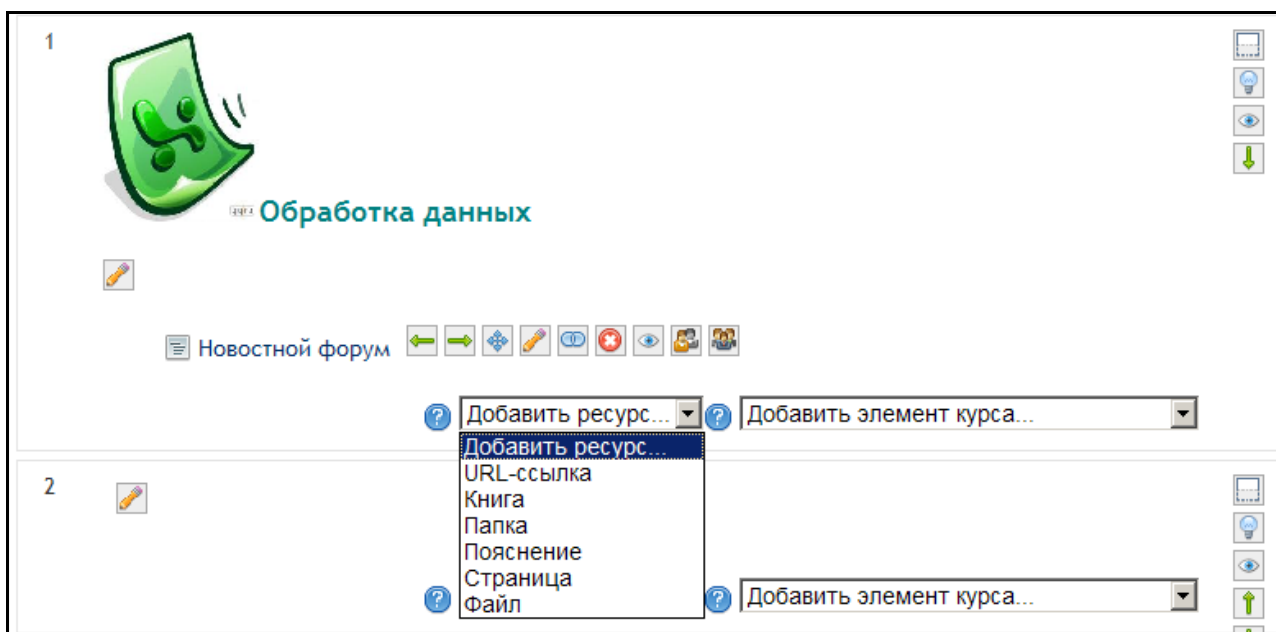 1
Обработка данных
Новостной форум
Добавить ресурс... Добавить элемент курса...
Добавить ресурс...
URL-ссылка
Книга
Папка
Пояснение
Страница
Файл
2
Добавить элемент курса...